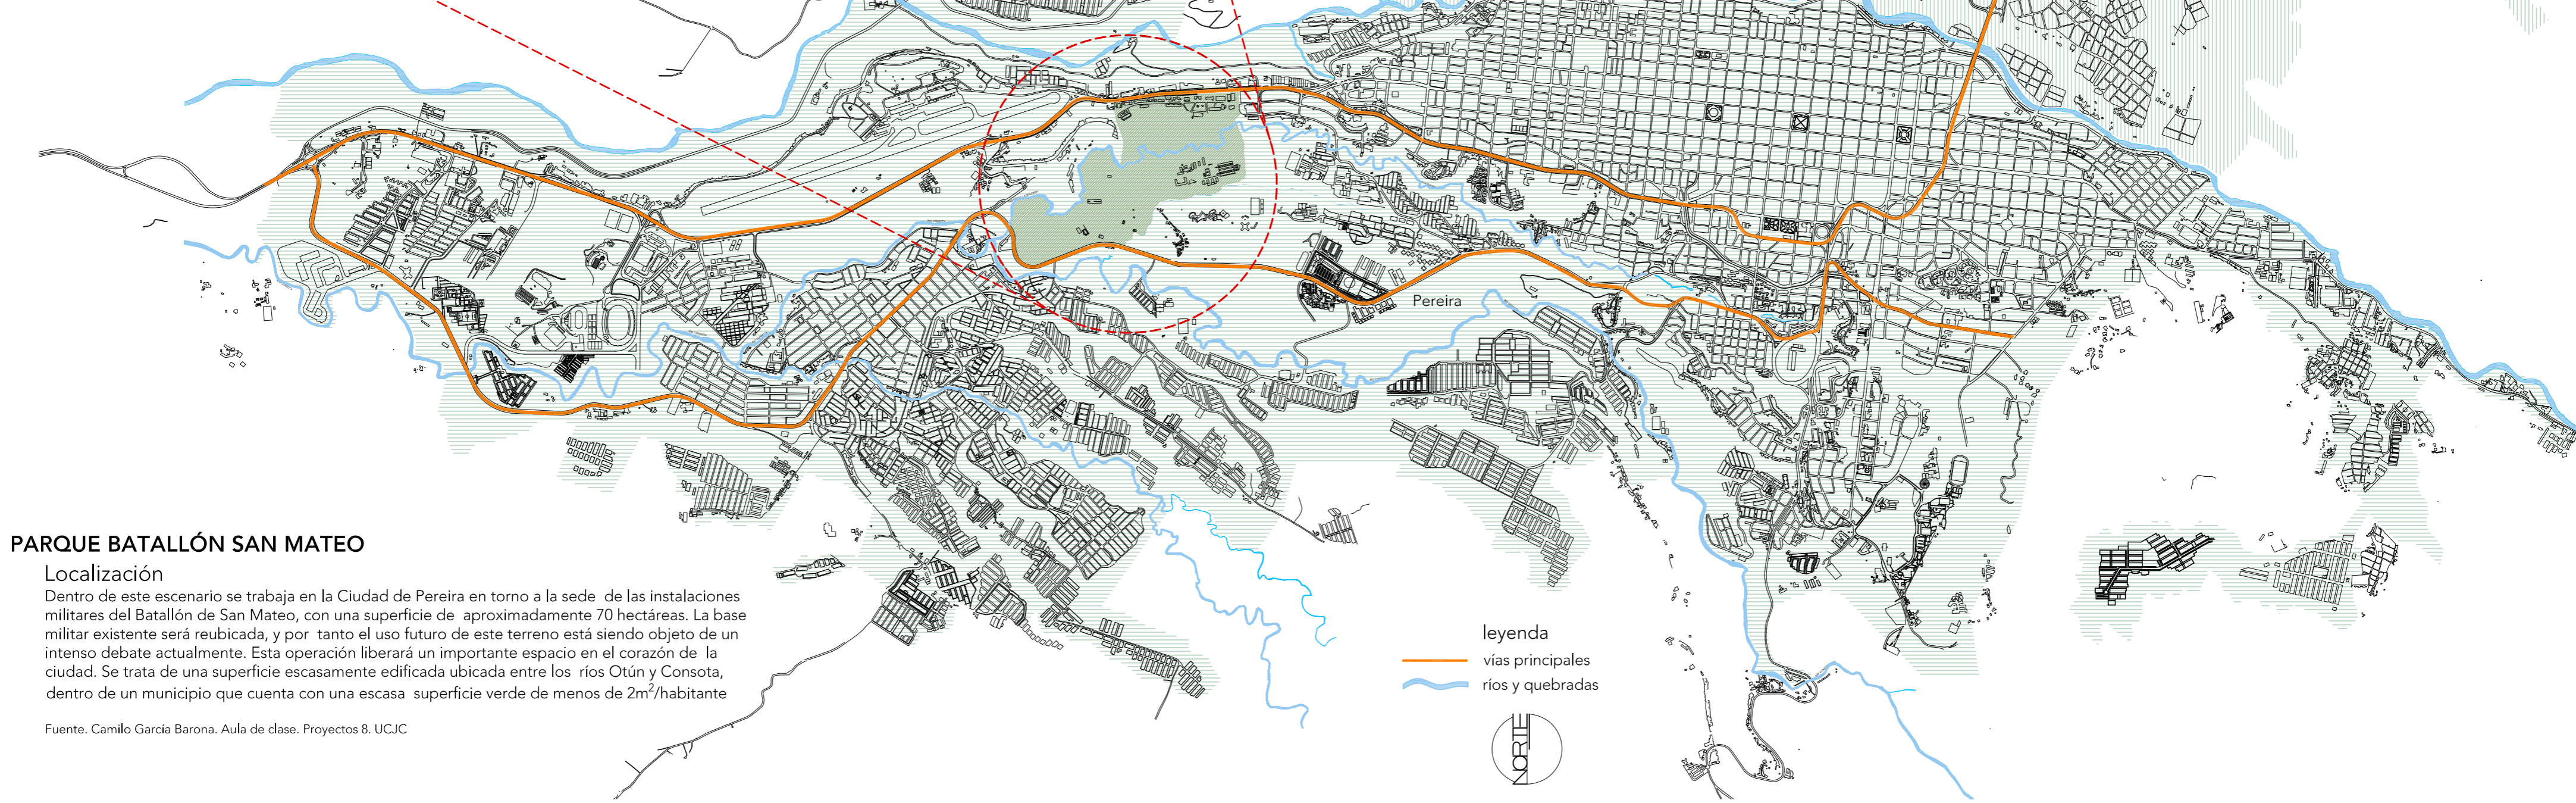 Pereira
PARQUE BATALLÓN SAN MATEO
Localización
Dentro de este escenario se trabaja en la Ciudad de Pereira en torno a la sede de las instalaciones
militares del Batallón de San Mateo, con una superficie de aproximadamente 70 hectáreas. La base
militar existente será reubicada, y por tanto el uso futuro de este terreno está siendo objeto de un
intenso debate actualmente. Esta operación liberará un importante espacio en el corazón de la
ciudad. Se trata de una superficie escasamente edificada ubicada entre los ríos Otún y Consota,
dentro de un municipio que cuenta con una escasa superficie verde de menos de 2m²/habitante
Fuente. Camilo García Barona. Aula de clase. Proyectos 8. UCJC
leyenda
vías principales
ríos y quebradas
NORTE